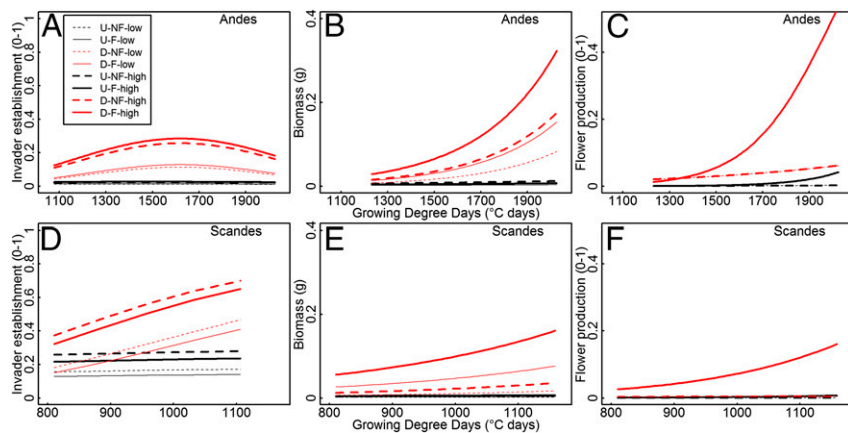 A Andes
Invader establishment (0-1)
0 0.2 0.4 0.6 0.8 1
U-NF-low
U-F-low
D-NF-low
D-F-low
U-NF-high
U-F-high
D-NF-high
D-F-high
1100 1300 1500 1700 1900
B Andes
Biomass (g)
0 0.2 0.4
1100 1300 1500 1700 1900
Growing Degree Days (°C days)
C Andes
Flower production (0-1)
0 0.2 0.4
1100 1300 1500 1700 1900
D Scandes
Invader establishment (0-1)
0 0.2 0.4 0.6 0.8 1
800 900 1000 1100
E Scandes
Biomass (g)
0 0.2 0.4
800 900 1000 1100
Growing Degree Days (°C days)
F Scandes
Flower production (0-1)
0 0.2 0.4
800 900 1000 1100